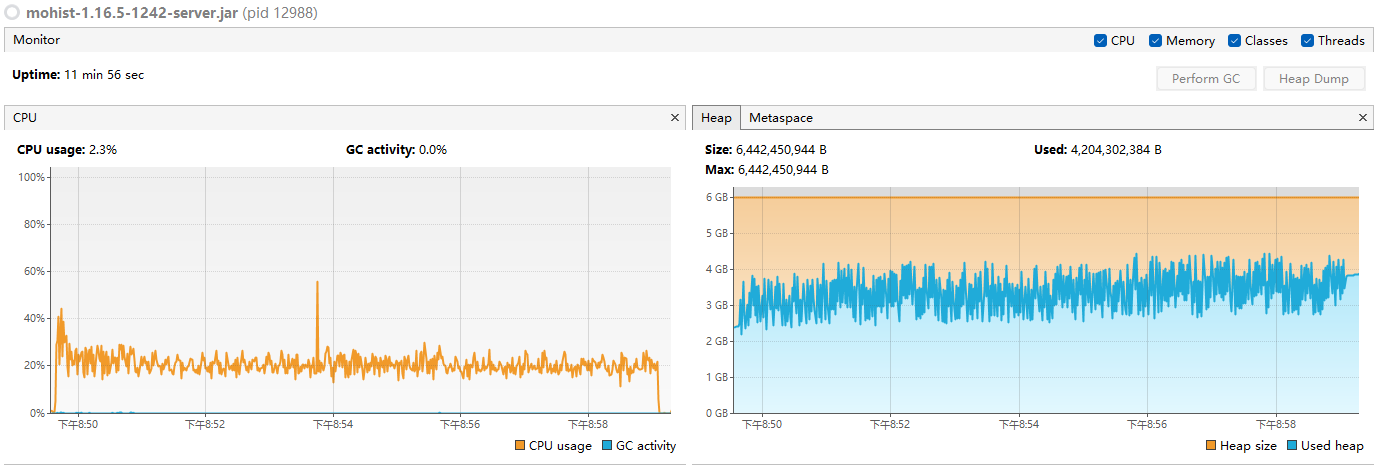 mohist-1.16.5-1242-server.jar (pid 12988)
Monitor
CPU Memory Classes Threads
Uptime: 11 min 56 sec
Perform GC Heap Dump
CPU
CPU usage: 2.3% GC activity: 0.0%
100%
80%
60%
40%
20%
0%
下午8:50 下午8:52 下午8:54 下午8:56 下午8:58
CPU usage GC activity
Heap Metaspace
Size: 6,442,450,944 B Used: 4,204,302,384 B
Max: 6,442,450,944 B
6 GB
5 GB
4 GB
3 GB
2 GB
1 GB
0 GB
下午8:50 下午8:52 下午8:54 下午8:56 下午8:58
Heap size Used heap